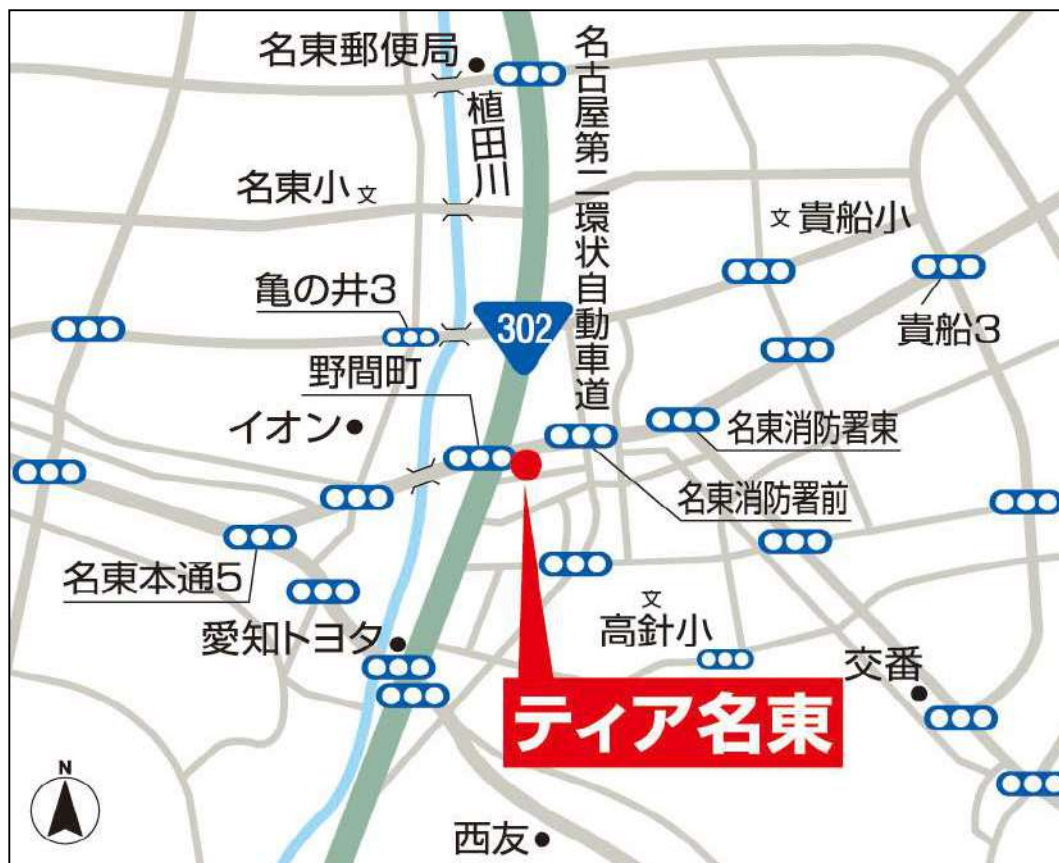 名東郵便局
植田川
名古屋第二環状自動車道
名東小
文
文
貴船小
亀の井3
302
貴船3
野間町
イオン
名東消防署東
名東消防署前
名東本通5
愛知トヨタ
文
高針小
交番
ティア名東
N
西友